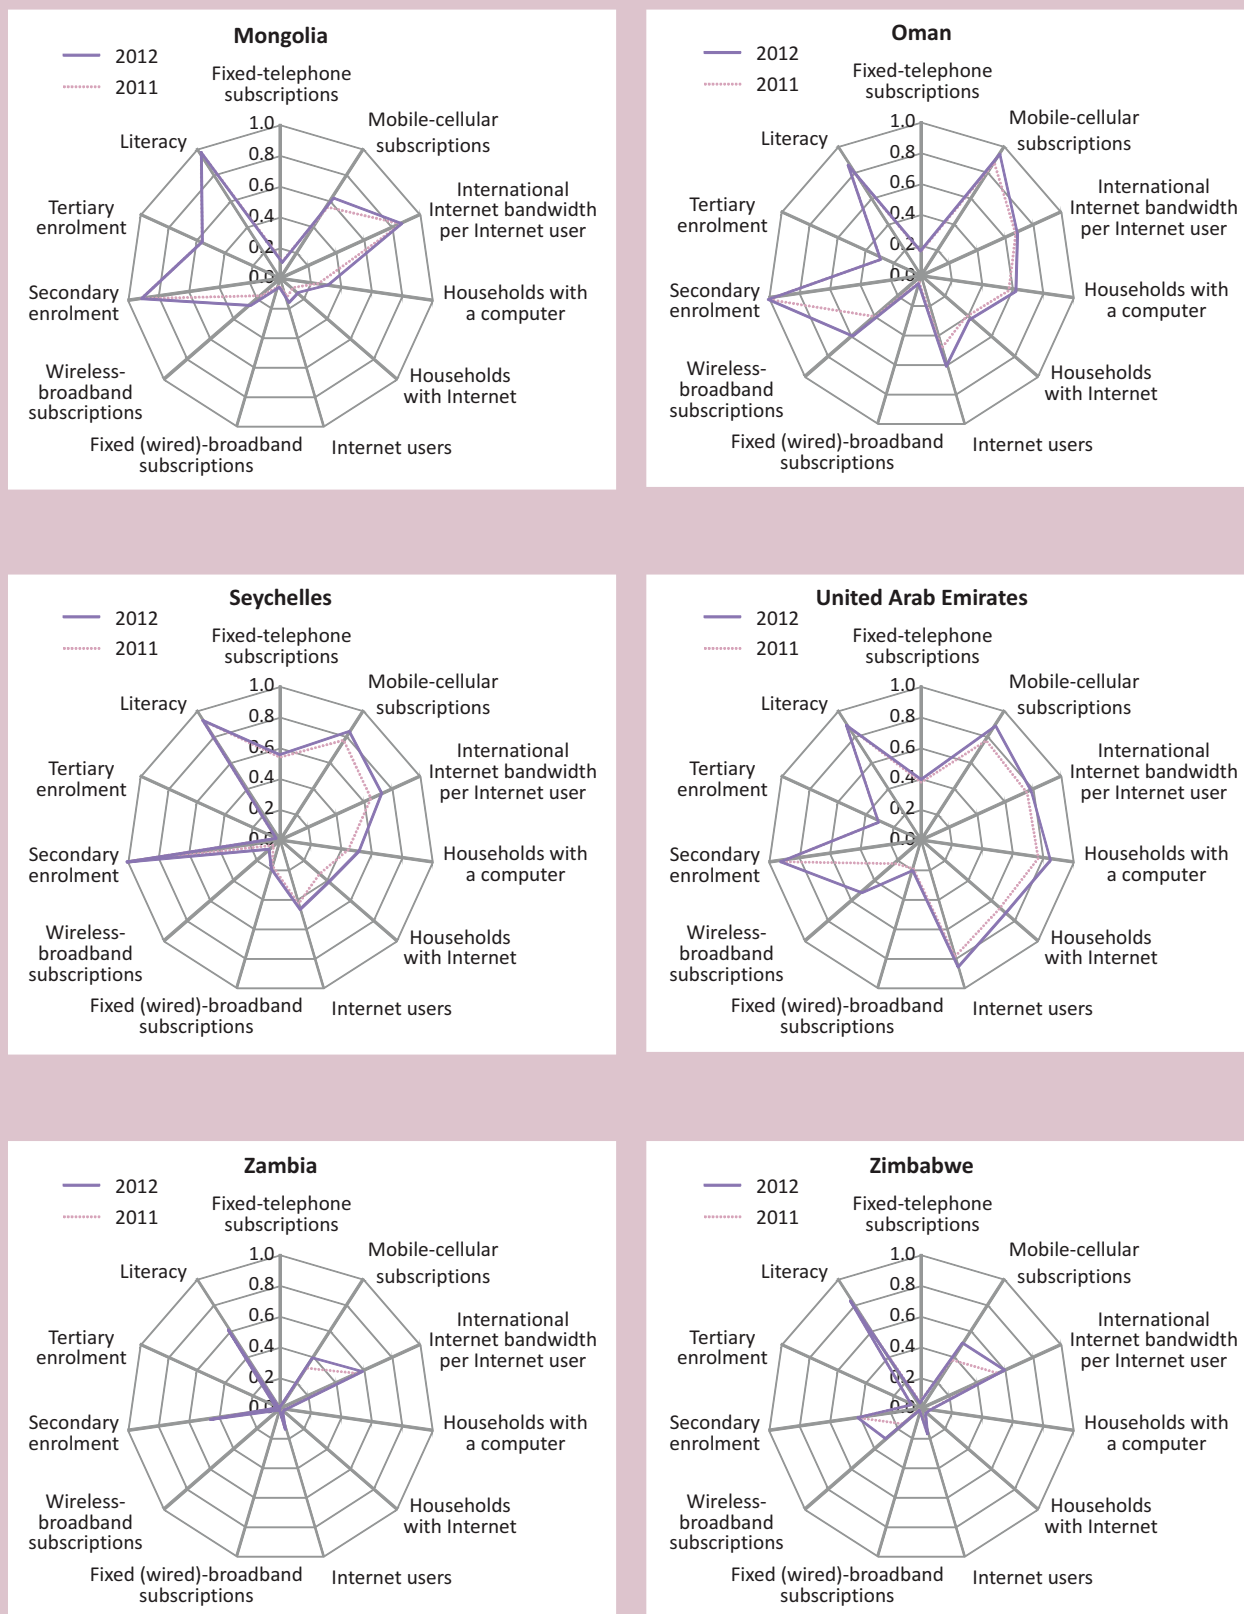 Mongolia
2012
2011
Fixed-telephone
subscriptions
Mobile-cellular
subscriptions
International
Internet bandwidth
per Internet user
Households with
a computer
Households
with Internet
Internet users
Fixed (wired)-broadband
subscriptions
Wireless-
broadband
subscriptions
Secondary
enrolment
Tertiary
enrolment
Literacy
1.0
0.8
0.6
0.4
0.2
0.0
Oman
2012
2011
Fixed-telephone
subscriptions
Mobile-cellular
subscriptions
International
Internet bandwidth
per Internet user
Households with
a computer
Households
with Internet
Internet users
Fixed (wired)-broadband
subscriptions
Wireless-
broadband
subscriptions
Secondary
enrolment
Tertiary
enrolment
Literacy
1.0
0.8
0.6
0.4
0.2
0.0
Seychelles
2012
2011
Fixed-telephone
subscriptions
Mobile-cellular
subscriptions
International
Internet bandwidth
per Internet user
Households with
a computer
Households
with Internet
Internet users
Fixed (wired)-broadband
subscriptions
Wireless-
broadband
subscriptions
Secondary
enrolment
Tertiary
enrolment
Literacy
1.0
0.8
0.6
0.4
0.2
0.0
United Arab Emirates
2012
2011
Fixed-telephone
subscriptions
Mobile-cellular
subscriptions
International
Internet bandwidth
per Internet user
Households with
a computer
Households
with Internet
Internet users
Fixed (wired)-broadband
subscriptions
Wireless-
broadband
subscriptions
Secondary
enrolment
Tertiary
enrolment
Literacy
1.0
0.8
0.6
0.4
0.2
0.0
Zambia
2012
2011
Fixed-telephone
subscriptions
Mobile-cellular
subscriptions
International
Internet bandwidth
per Internet user
Households with
a computer
Households
with Internet
Internet users
Fixed (wired)-broadband
subscriptions
Wireless-
broadband
subscriptions
Secondary
enrolment
Tertiary
enrolment
Literacy
1.0
0.8
0.6
0.4
0.2
0.0
Zimbabwe
2012
2011
Fixed-telephone
subscriptions
Mobile-cellular
subscriptions
International
Internet bandwidth
per Internet user
Households with
a computer
Households
with Internet
Internet users
Fixed (wired)-broadband
subscriptions
Wireless-
broadband
subscriptions
Secondary
enrolment
Tertiary
enrolment
Literacy
1.0
0.8
0.6
0.4
0.2
0.0